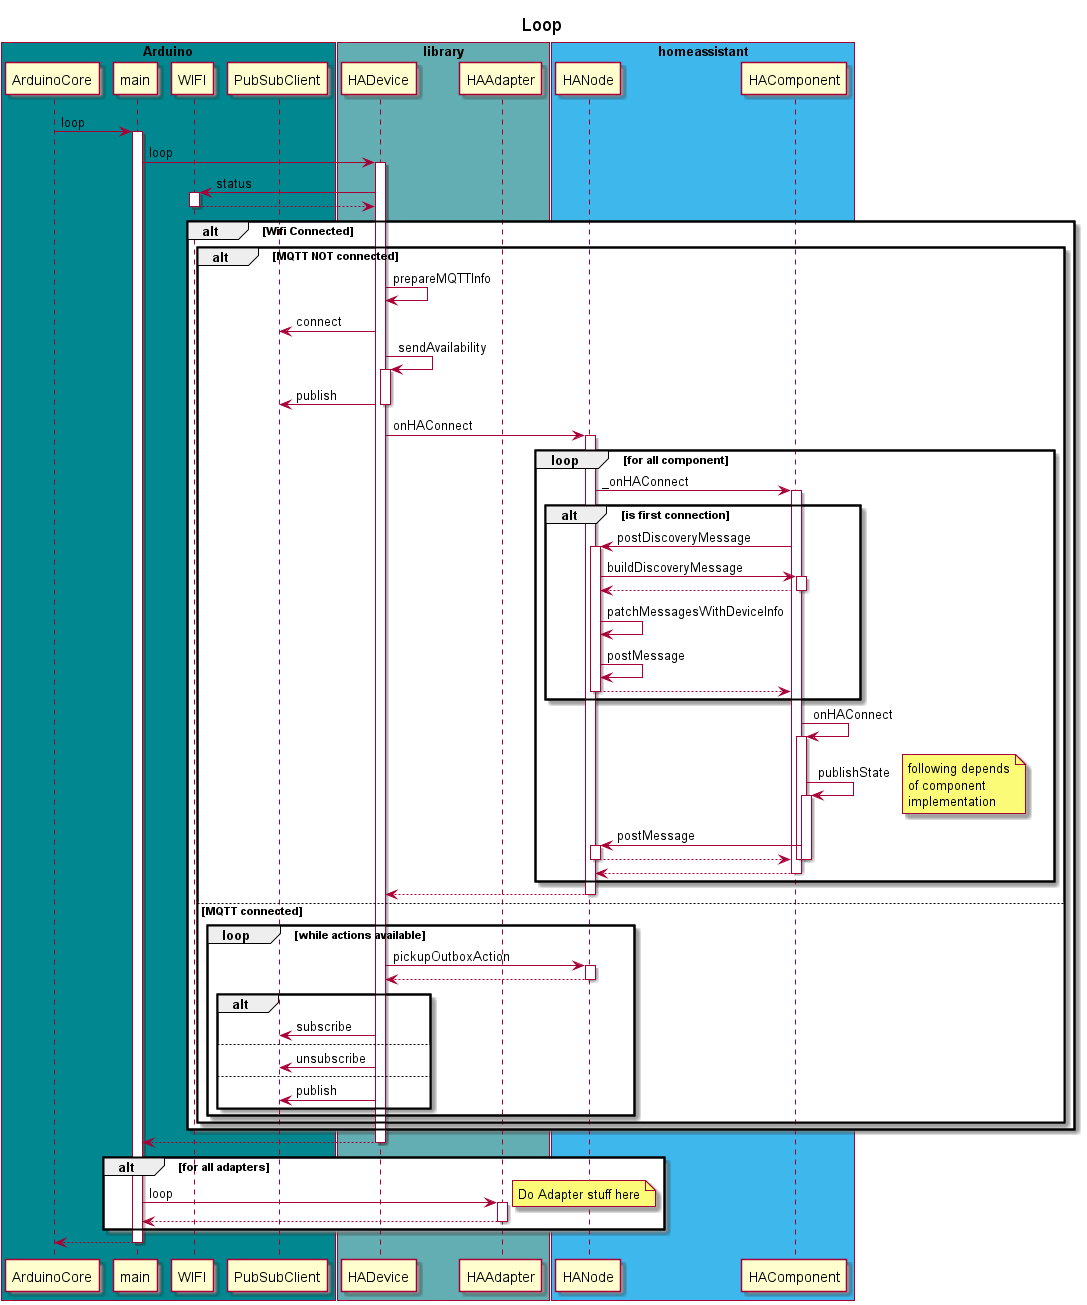 Loop
Arduino
library
homeassistant
ArduinoCore
main
WIFI
PubSubClient
HADevice
HAAdapter
HANode
HAComponent
loop
loop
status
alt
[Wifi Connected]
alt
[MQTT NOT connected]
prepareMQTTInfo
connect
sendAvailability
publish
onHAConnect
loop
[for all component]
_onHAConnect
alt
[is first connection]
postDiscoveryMessage
buildDiscoveryMessage
patchMessagesWithDeviceInfo
postMessage
onHAConnect
publishState
following depends
of component
implementation
postMessage
[MQTT connected]
loop
[while actions available]
pickupOutboxAction
alt
subscribe
unsubscribe
publish
alt
[for all adapters]
loop
Do Adapter stuff here
ArduinoCore
main
WIFI
PubSubClient
HADevice
HAAdapter
HANode
HAComponent